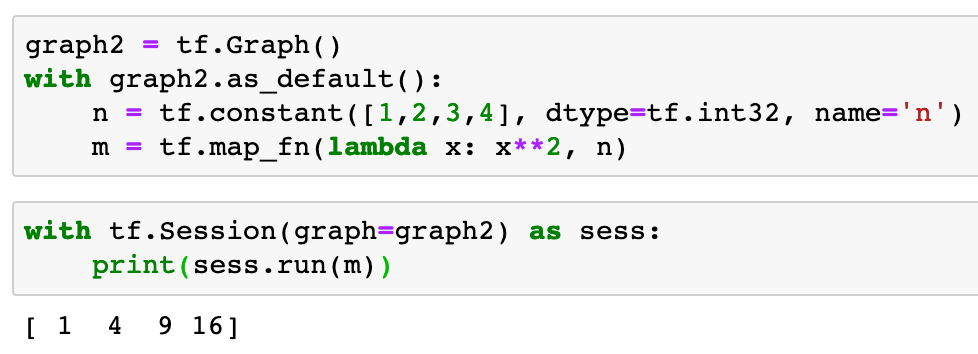 graph2 = tf.Graph()
with graph2.as_default():
    n = tf.constant([1,2,3,4], dtype=tf.int32, name='n')
    m = tf.map_fn(lambda x: x**2, n)
with tf.Session(graph=graph2) as sess:
    print(sess.run(m))
[ 1  4  9 16]